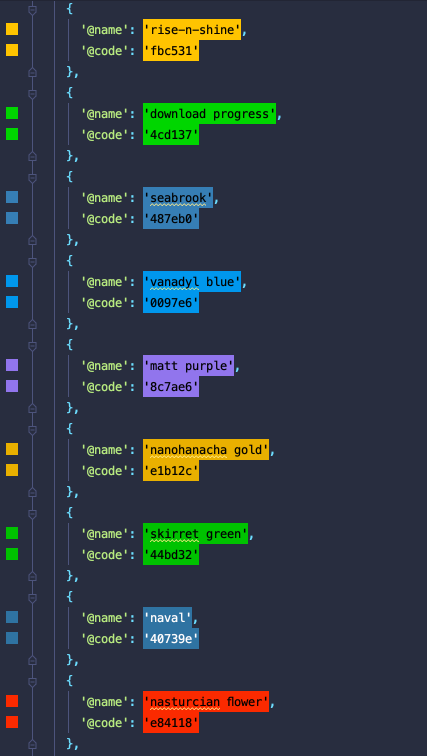 {
'@name': 'rise-n-shine',
'@code': 'fbc531'
},
{
'@name': 'download progress',
'@code': '4cd137'
},
{
'@name': 'seabrook',
'@code': '487eb0'
},
{
'@name': 'vanadyl blue',
'@code': '0097e6'
},
{
'@name': 'matt purple',
'@code': '8c7ae6'
},
{
'@name': 'nanohanacha gold',
'@code': 'e1b12c'
},
{
'@name': 'skirret green',
'@code': '44bd32'
},
{
'@name': 'naval',
'@code': '40739e'
},
{
'@name': 'nasturcian flower',
'@code': 'e84118'
},